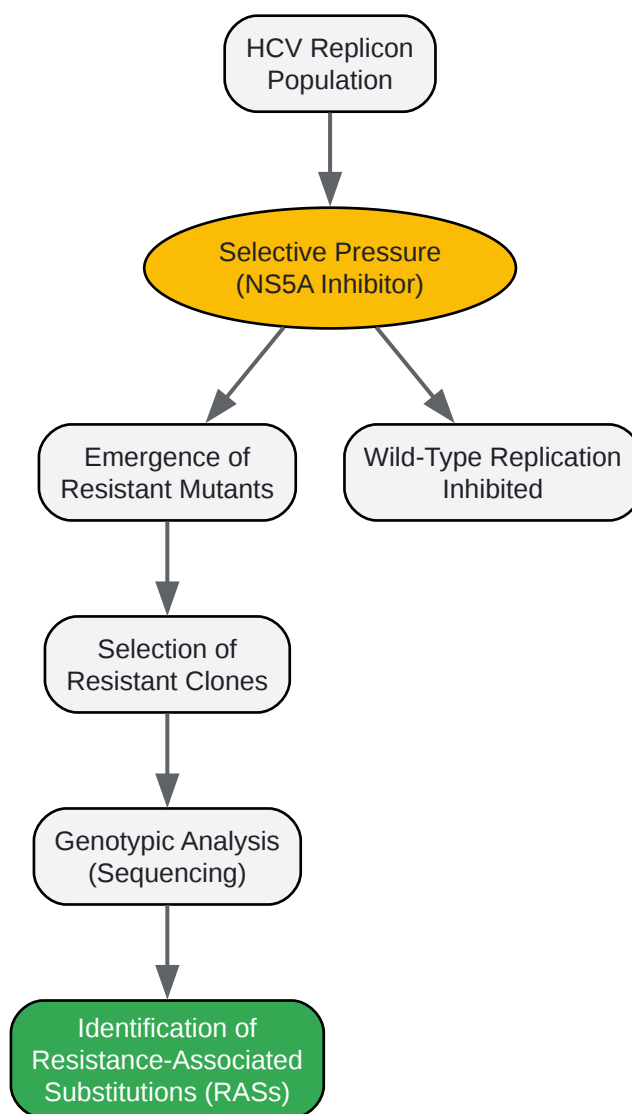 HCV Replicon
Population
Selective Pressure
(NS5A Inhibitor)
Emergence of
Resistant Mutants
Wild-Type Replication
Inhibited
Selection of
Resistant Clones
Genotypic Analysis
(Sequencing)
Identification of
Resistance-Associated
Substitutions (RASs)